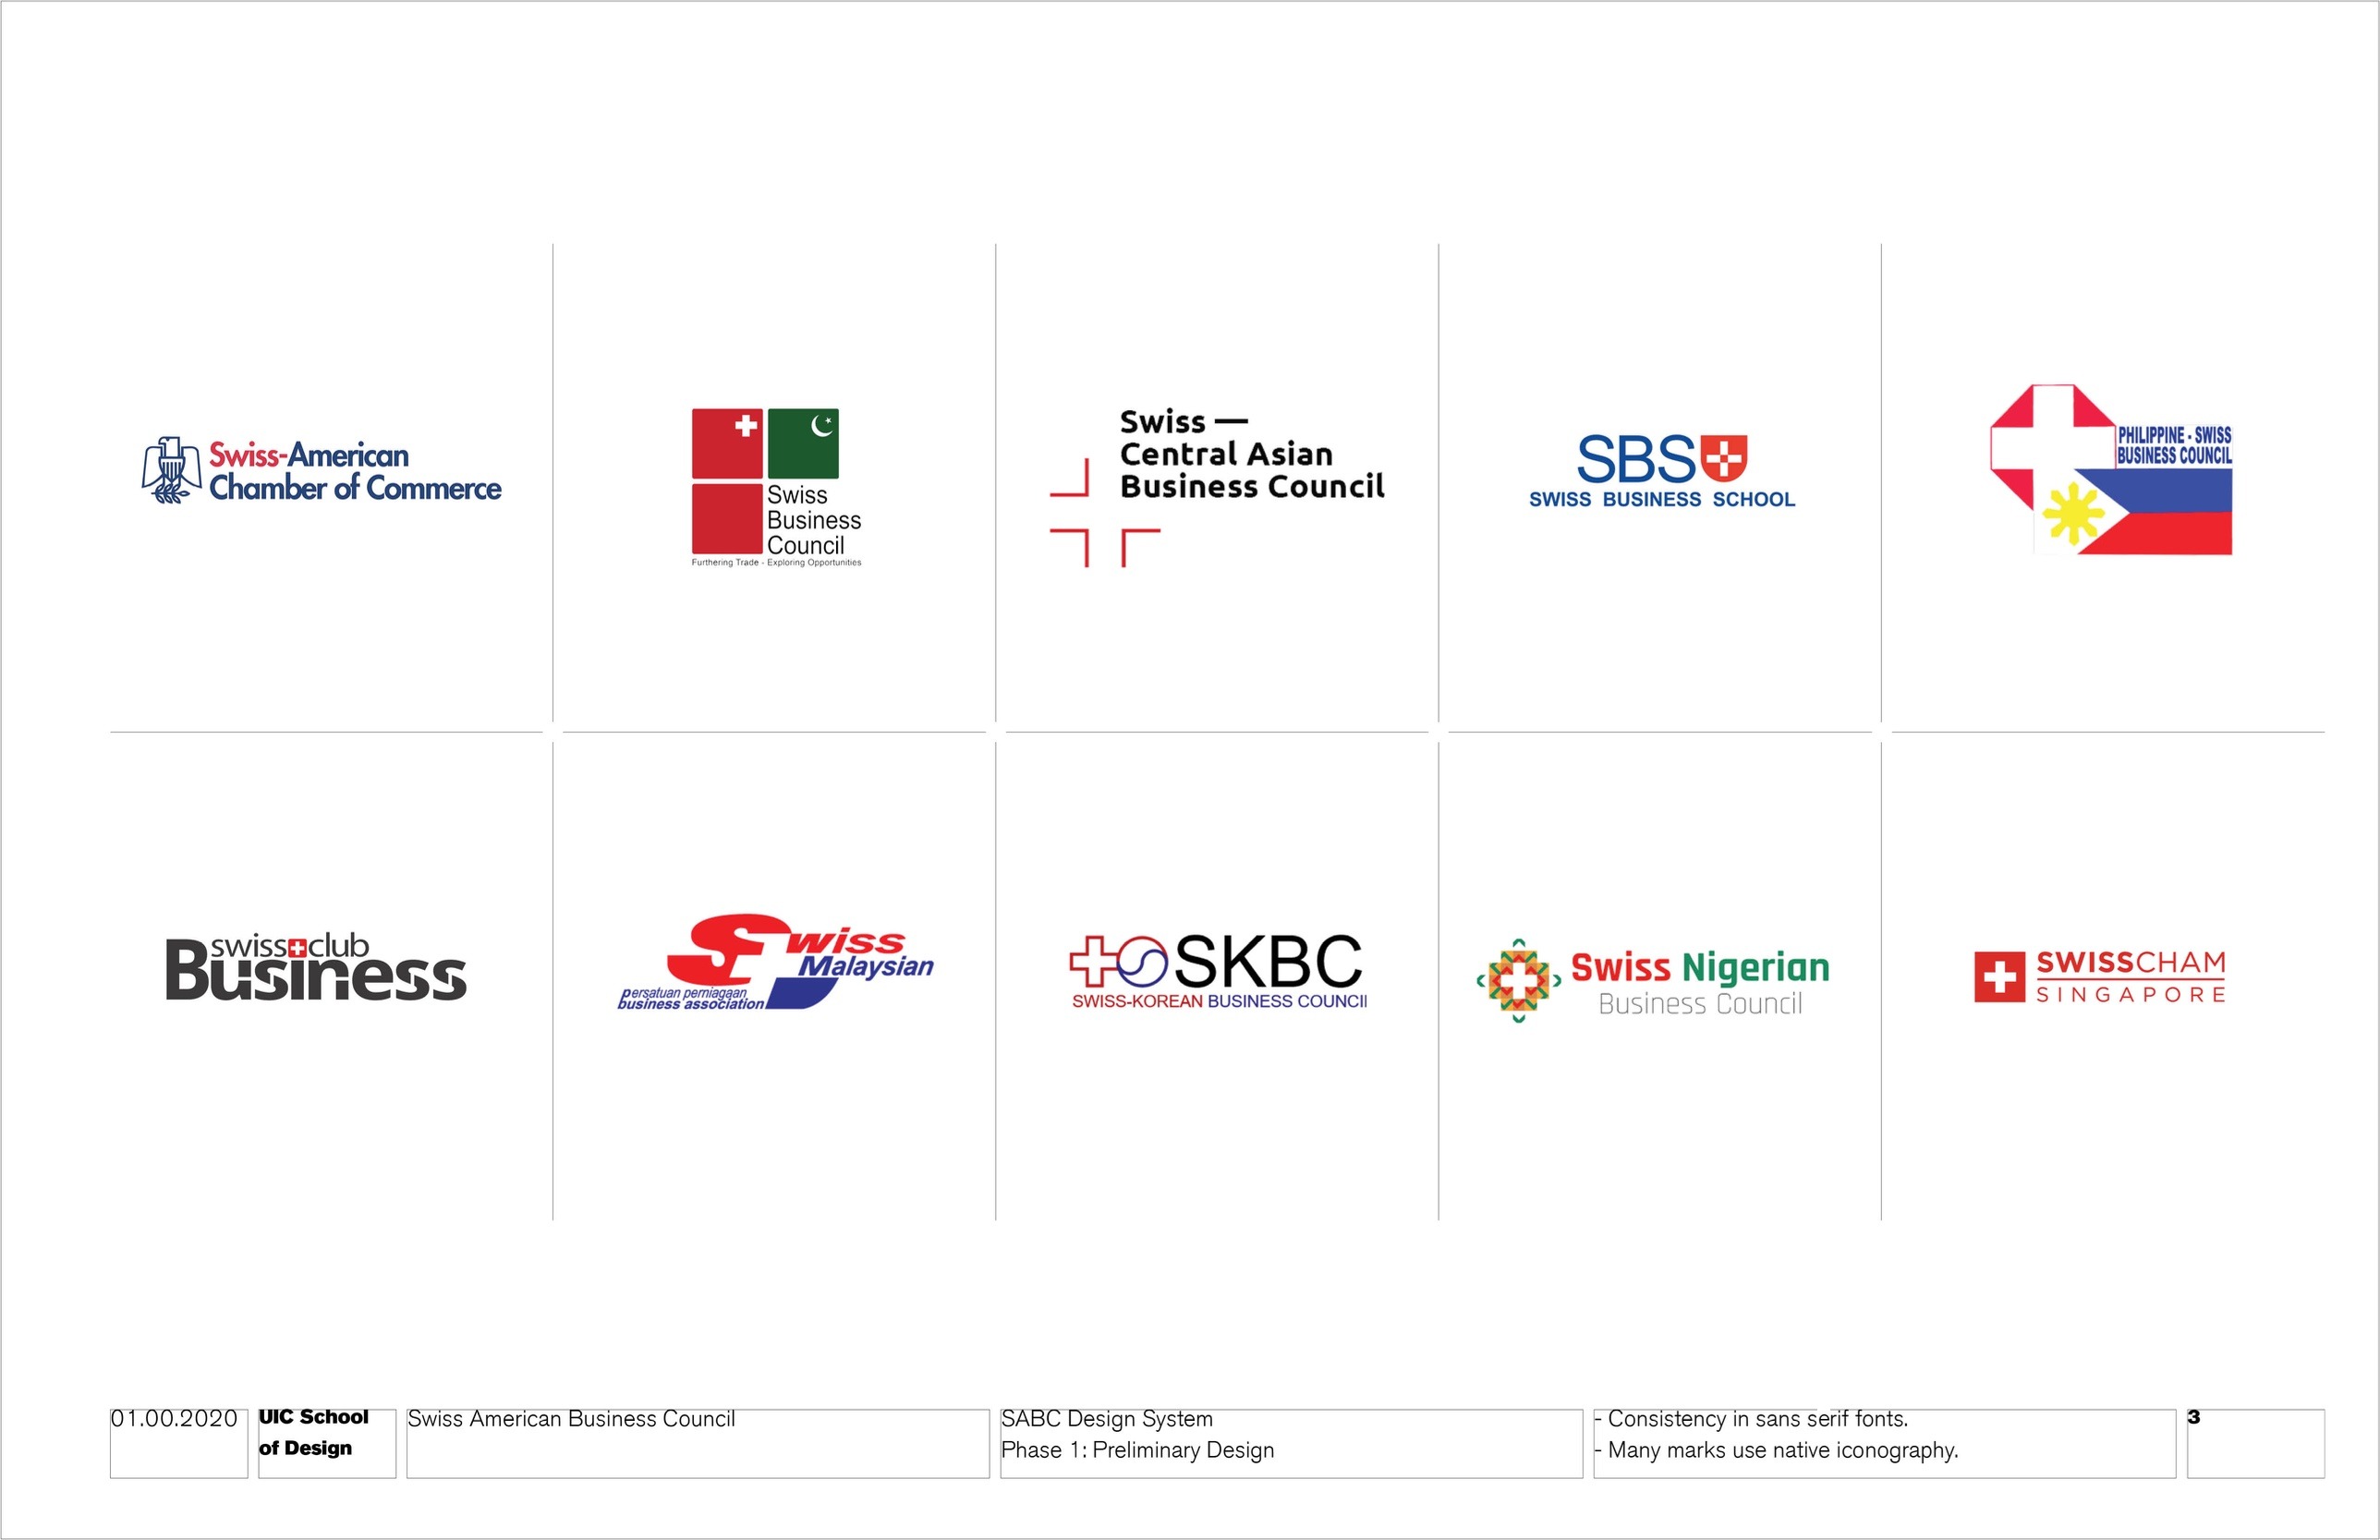 Swiss-American
Chamber of Commerce
Swiss
Business
Council
Furthering Trade - Exploring Opportunities
Swiss —
Central Asian
Business Council
SBS
SWISS BUSINESS SCHOOL
PHILIPPINE - SWISS
BUSINESS COUNCIL
swiss club
Business
Swiss
Malaysian
persatuan perniagaan
business association
SKBC
SWISS-KOREAN BUSINESS COUNCIl
Swiss Nigerian
Business Council
SWISSCHAM
SINGAPORE
01.00.2020
UIC School
of Design
Swiss American Business Council
SABC Design System
Phase 1: Preliminary Design
- Consistency in sans serif fonts.
- Many marks use native iconography.
3